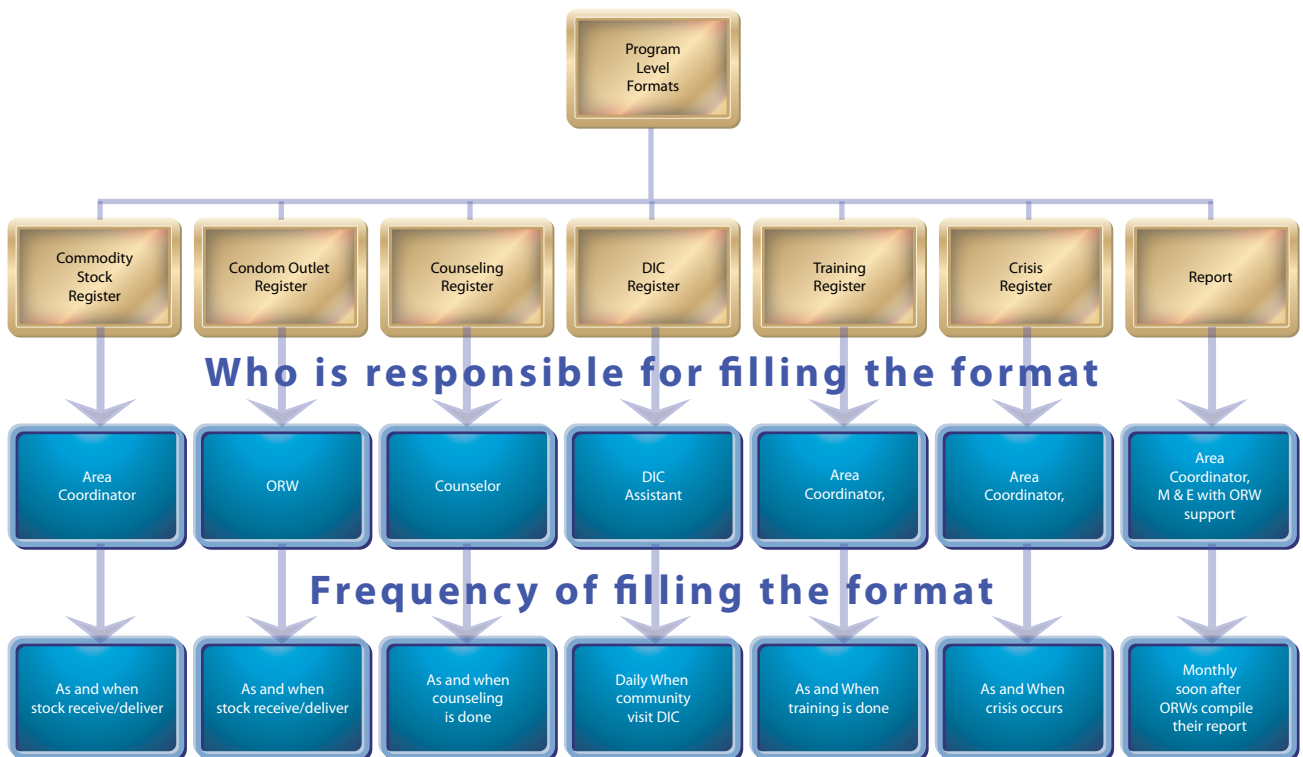 Program
Level
Formats
Commodity
Stock
Register
Condom Outlet
Register
Counseling
Register
DIC
Register
Training
Register
Crisis
Register
Report
Who is responsible for filling the format
Area
Coordinator
ORW
Counselor
DIC
Assistant
Area
Coordinator,
Area
Coordinator,
Area
Coordinator,
M & E with ORW
support
Frequency of filling the format
As and when
stock receive/deliver
As and when
stock receive/deliver
As and when
counseling
is done
Daily When
community
visit DIC
As and When
training is done
As and When
crisis occurs
Monthly
soon after
ORWs compile
their report